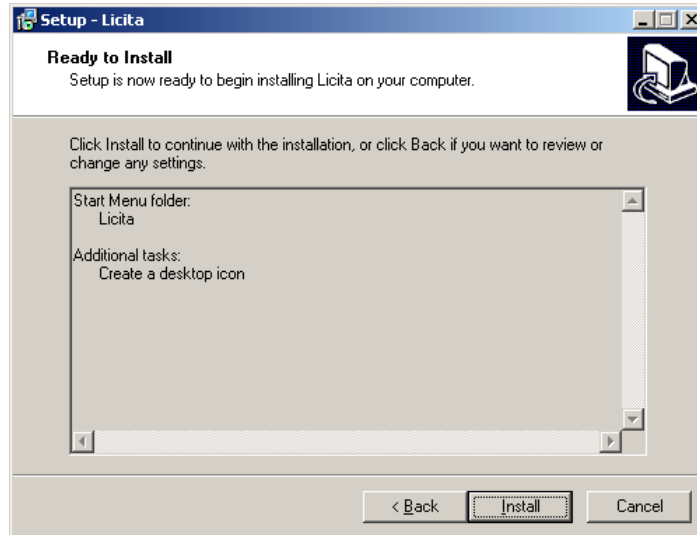 Setup - Licita
Ready to Install
Setup is now ready to begin installing Licita on your computer.
Click Install to continue with the installation, or click Back if you want to review or
change any settings.
Start Menu folder:
Licita
Additional tasks:
Create a desktop icon
< Back
Install
Cancel